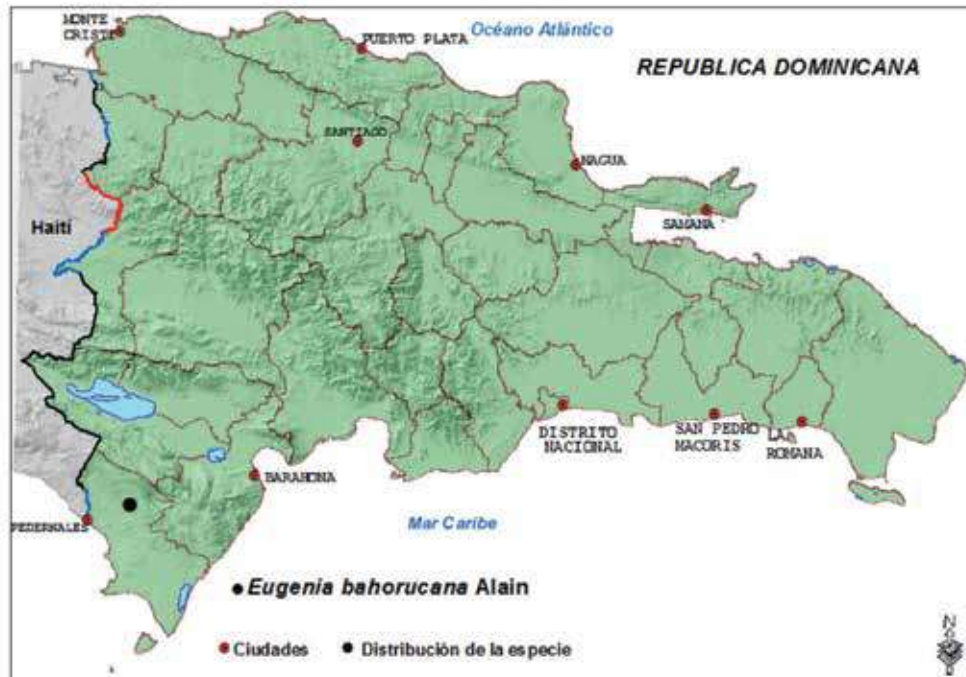 MONTE
CRISTI
PUERTO PLATA
Océano Atlántico
REPUBLICA DOMINICANA
SANTIAGO
NAGUA
SAMANA
Haití
DISTRITO
NACIONAL
SAN PEDRO
MACORIS
LA
ROMANA
BARAHONA
PEDERNALES
Mar Caribe
Eugenia bahorucana Alain
Ciudades
Distribución de la especie
N